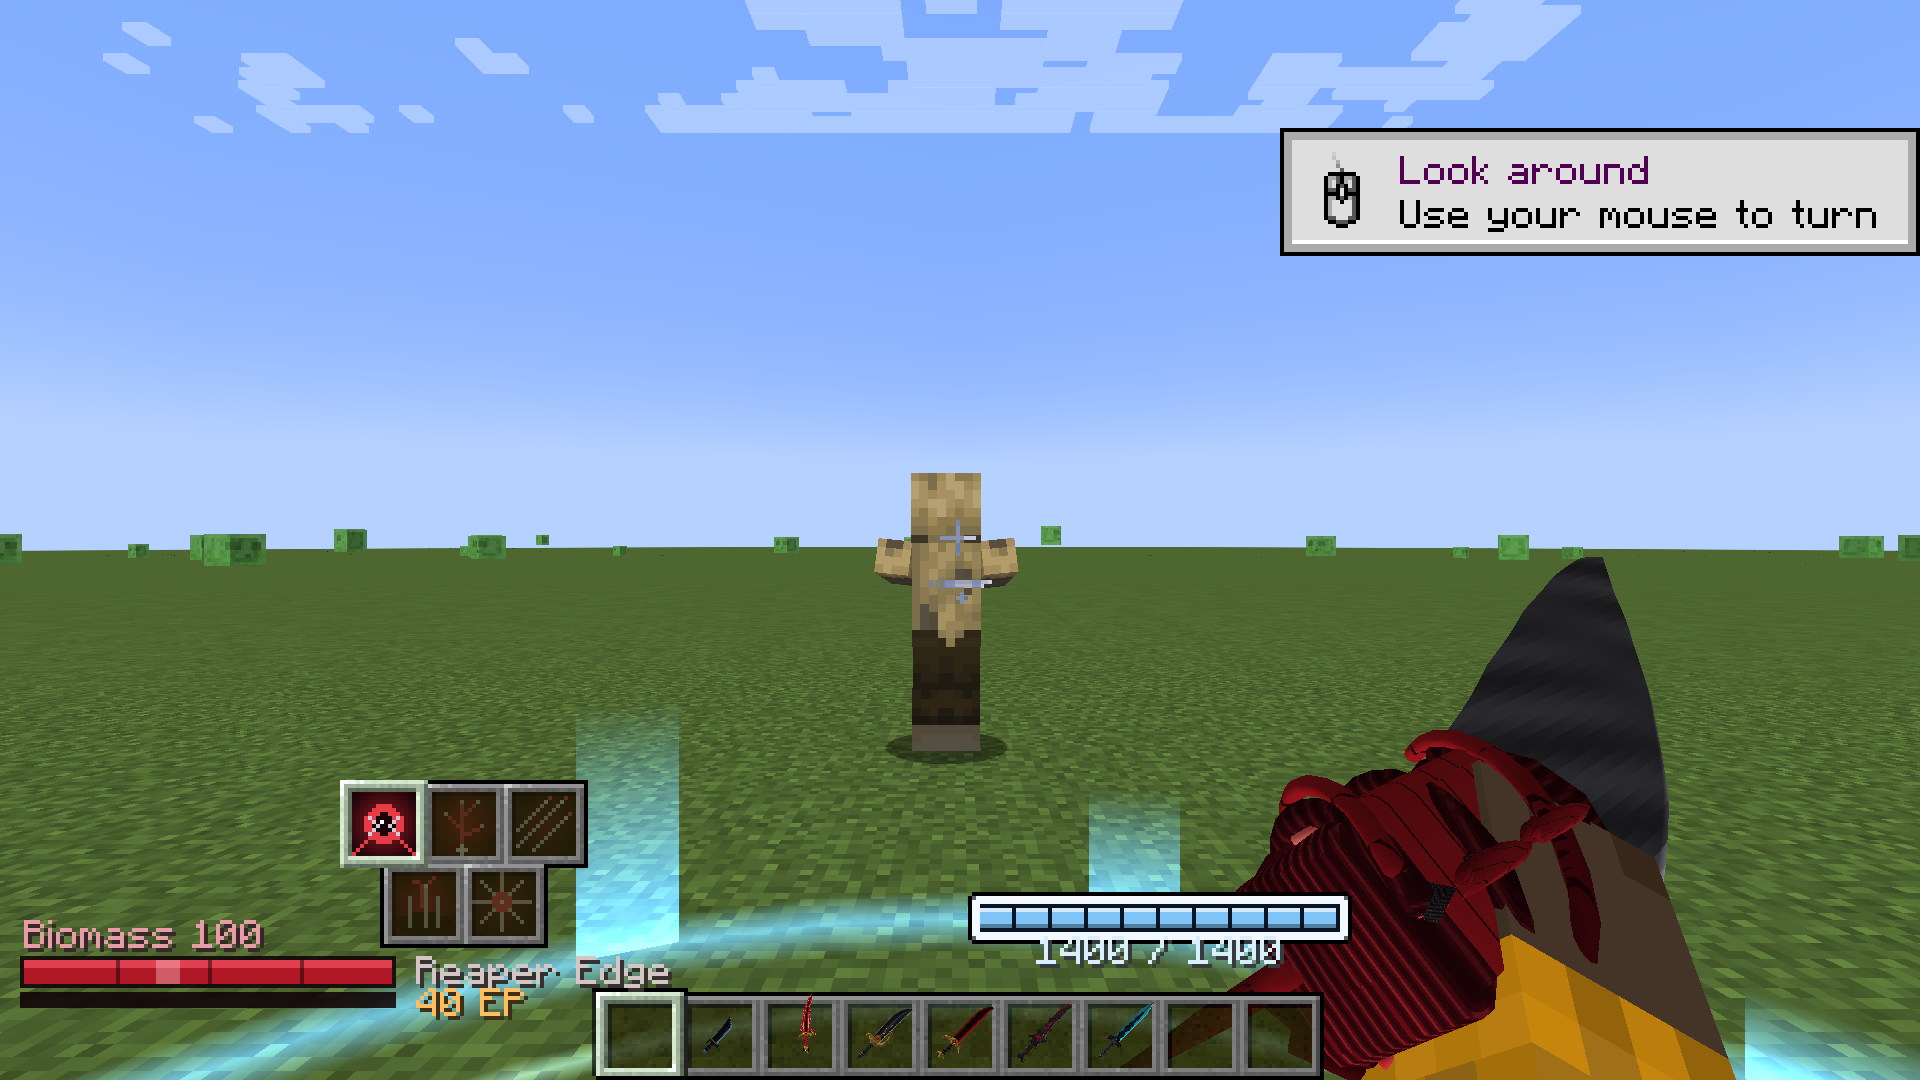 Look around
Use your mouse to turn
Biomass 100
Reaper Edge
40 EP
1400 / 1400